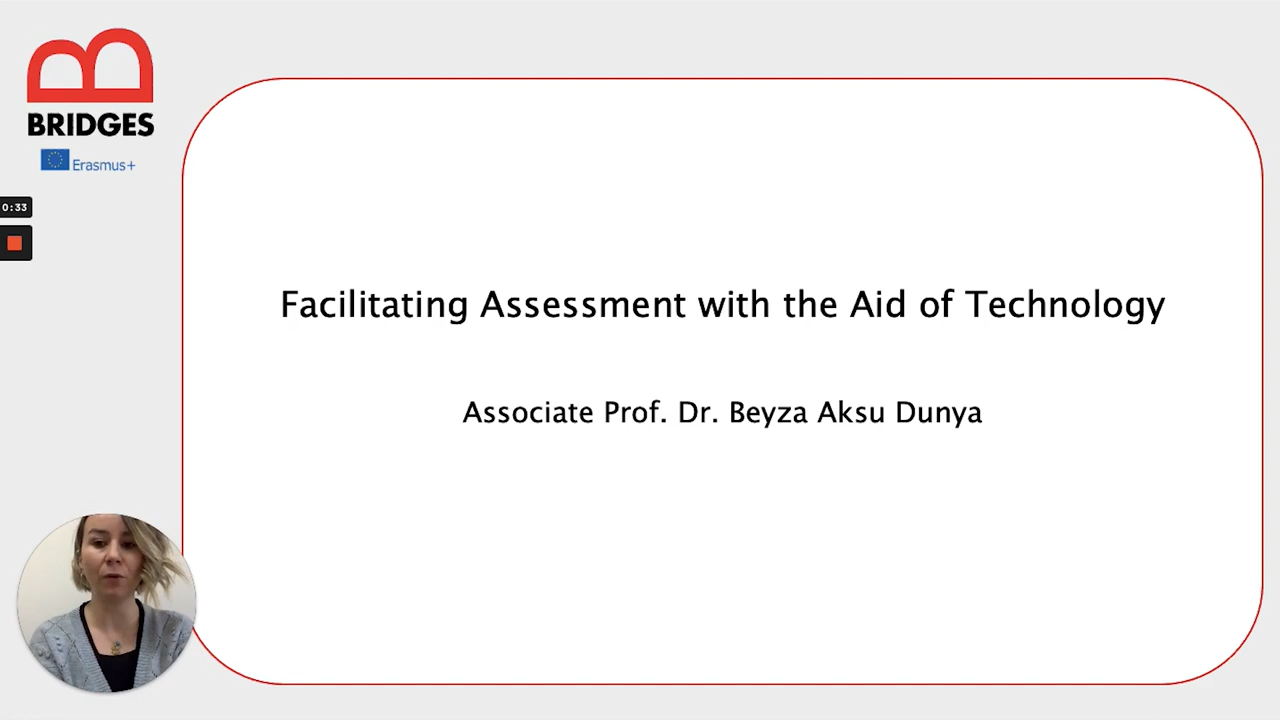 BRIDGES
Erasmus+
0:33
Facilitating Assessment with the Aid of Technology
Associate Prof. Dr. Beyza Aksu Dunya